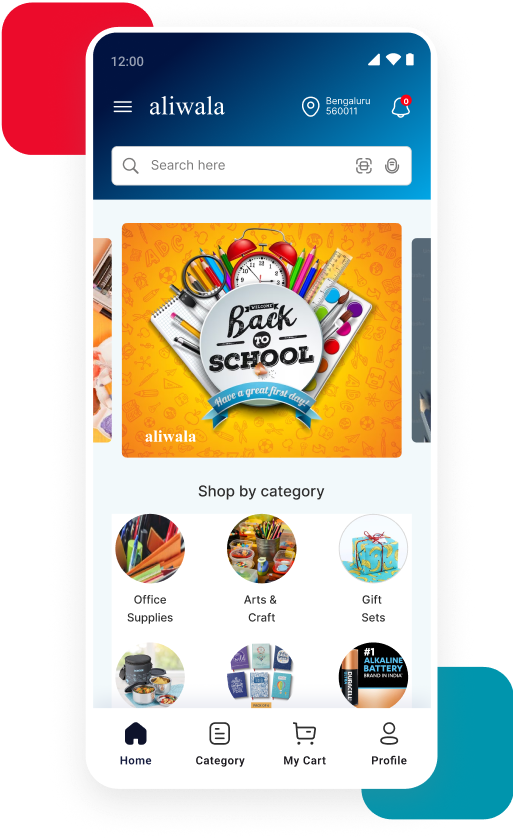 12:00
aliwala
Bengaluru
560011
0
Search here
WELCOME
Back
TO
SCHOOL
Have a great first day!
aliwala
Shop by category
Office
Supplies
Arts &
Craft
Gift
Sets
#1
ALKALINE
BATTERY
BRAND IN INDIA
DURACELL
Home
Category
My Cart
Profile